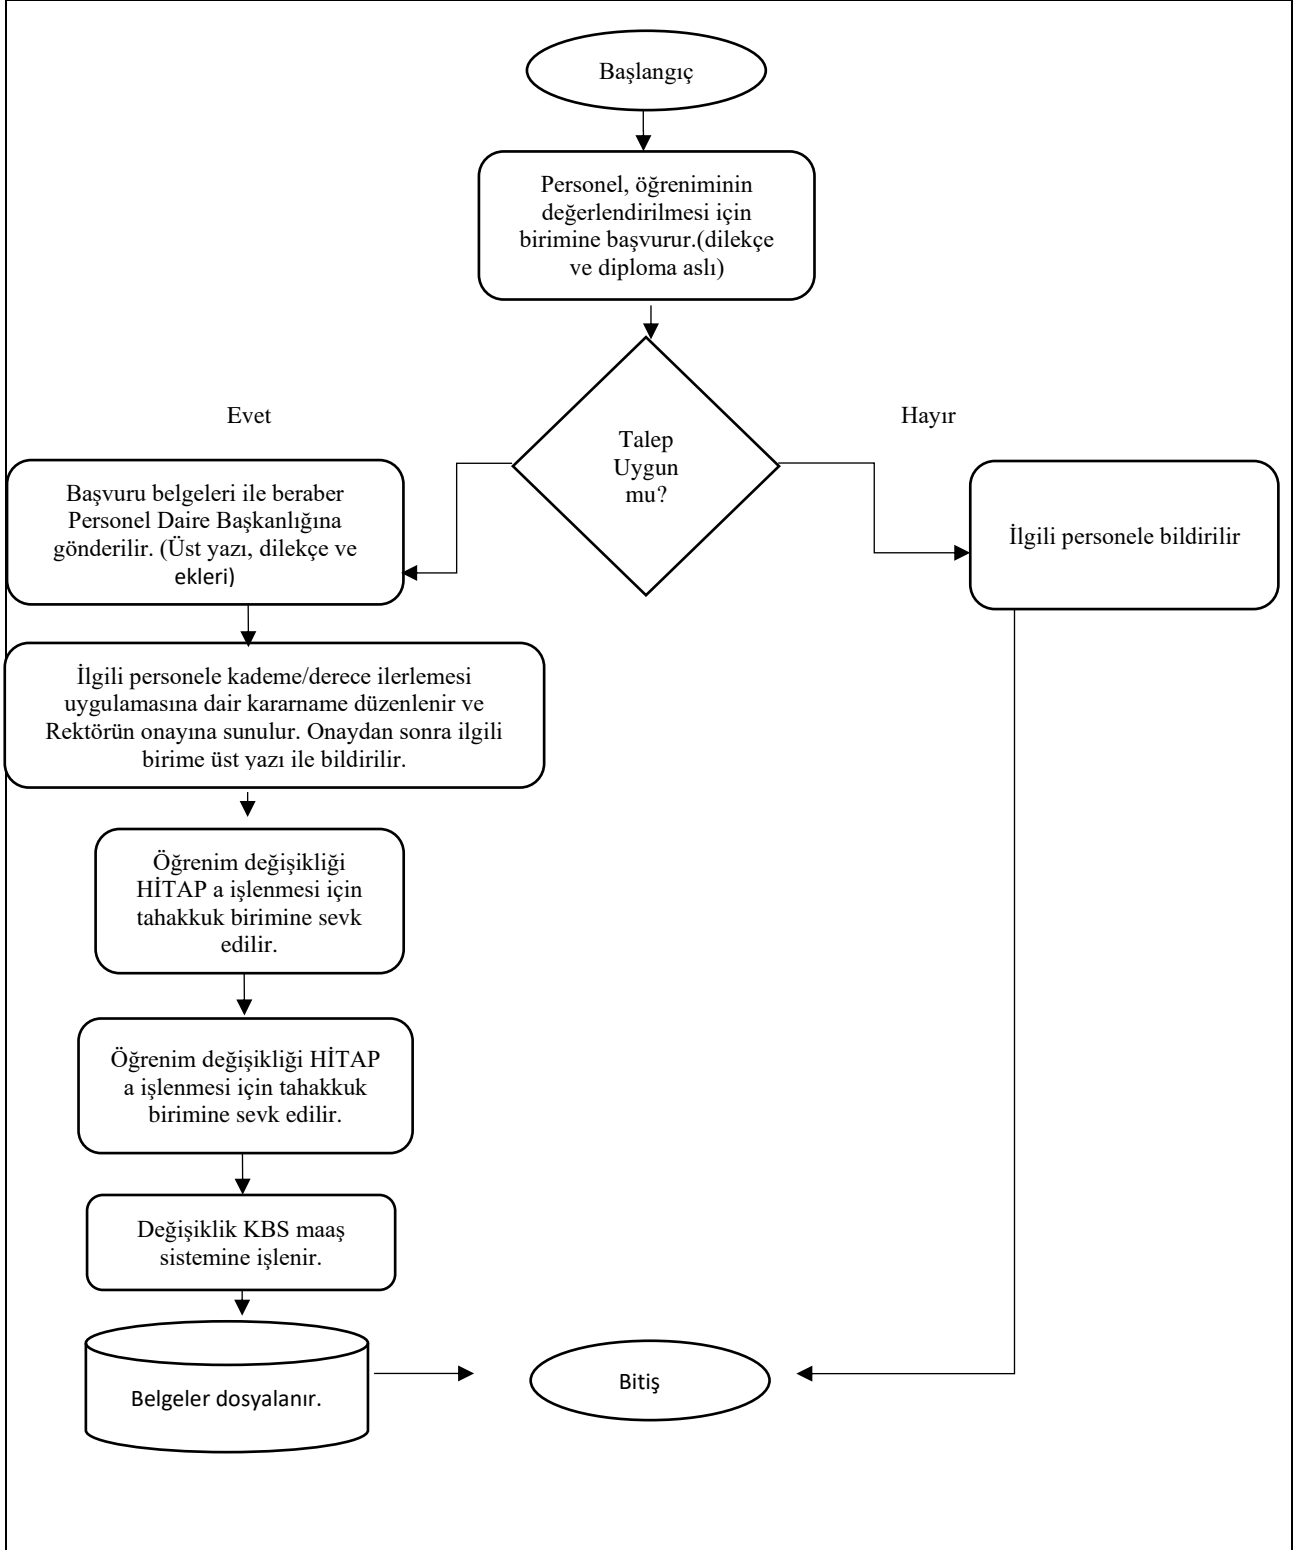 Başlangıç
Personel, öğreniminin
değerlendirilmesi için
birimine başvurur.(dilekçe
ve diploma aslı)
Evet
Hayır
Talep
Uygun
mu?
Başvuru belgeleri ile beraber
Personel Daire Başkanlığına
gönderilir. (Üst yazı, dilekçe ve
ekleri)
İlgili personele bildirilir
İlgili personele kademe/derece ilerlemesi
uygulamasına dair kararname düzenlenir ve
Rektörün onayına sunulur. Onaydan sonra ilgili
birime üst yazı ile bildirilir.
Öğrenim değişikliği
HİTAP a işlenmesi için
tahakkuk birimine sevk
edilir.
Öğrenim değişikliği HİTAP
a işlenmesi için tahakkuk
birimine sevk edilir.
Değişiklik KBS maaş
sistemine işlenir.
Belgeler dosyalanır.
Bitiş